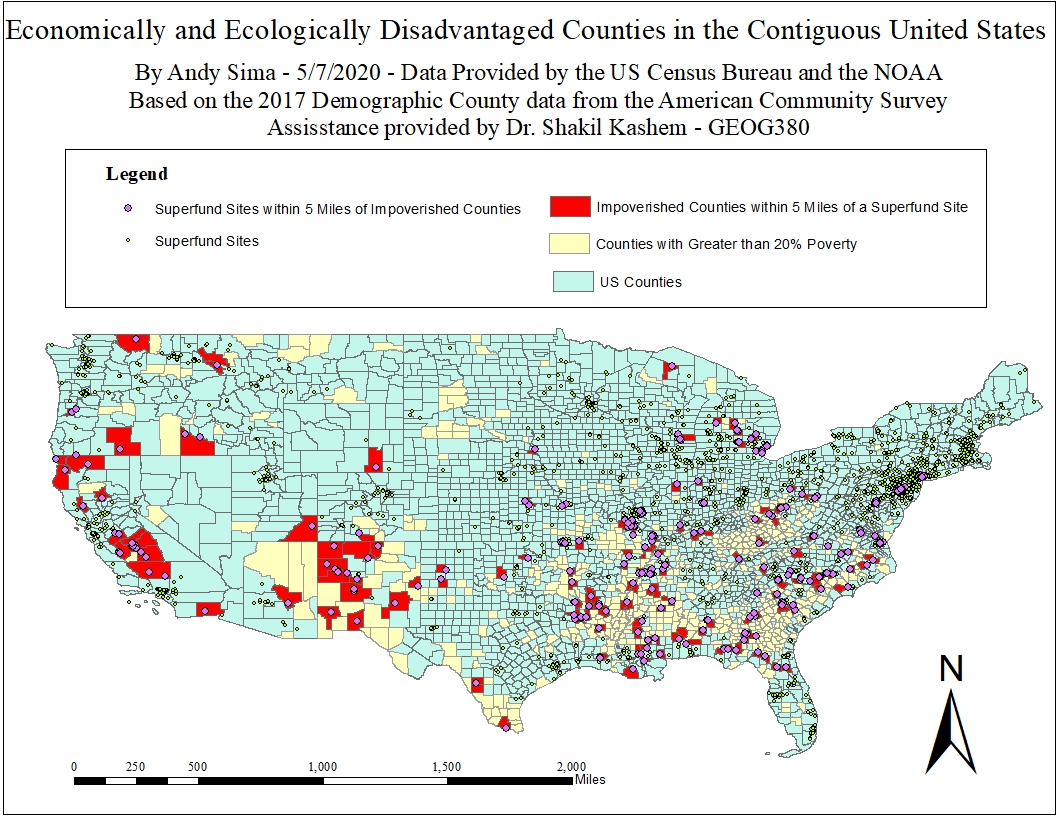 Economically and Ecologically Disadvantaged Counties in the Contiguous United States
By Andy Sima - 5/7/2020 - Data Provided by the US Census Bureau and the NOAA
Based on the 2017 Demographic County data from the American Community Survey
Assisstance provided by Dr. Shakil Kashem - GEOG380
Legend
Superfund Sites within 5 Miles of Impoverished Counties
Superfund Sites
Impoverished Counties within 5 Miles of a Superfund Site
Counties with Greater than 20% Poverty
US Counties
N
0 250 500 1,000 1,500 2,000
Miles